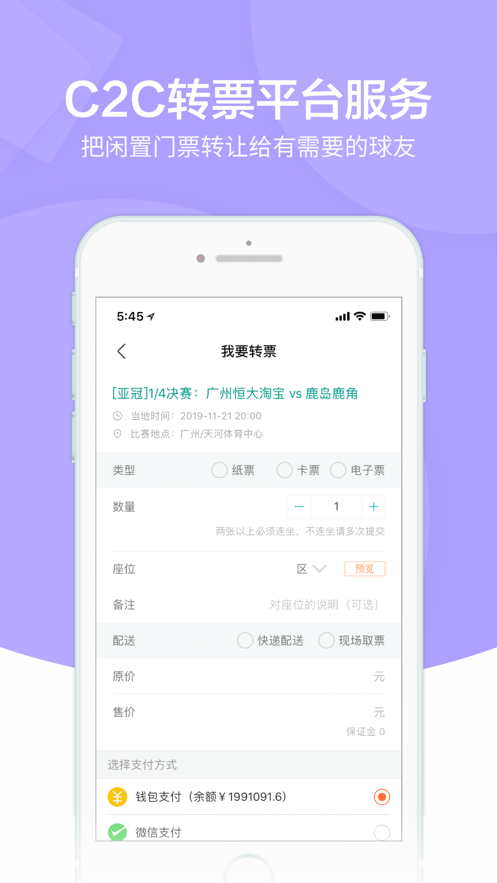 C2C转票平台服务
把闲置门票转让给有需要的球友
5:45
我要转票
[亚冠]1/4决赛：广州恒大淘宝 vs 鹿岛鹿角
当地时间：2019-11-21 20:00
比赛地点：广州/天河体育中心
类型 纸票 卡票 电子票
数量 － 1 ＋
两张以上必须连坐，不连坐请多次提交
座位 区 预览
备注 对座位的说明（可选）
配送 快递配送 现场取票
原价 元
售价 元
保证金 0
选择支付方式
钱包支付（余额￥1991091.6）
微信支付